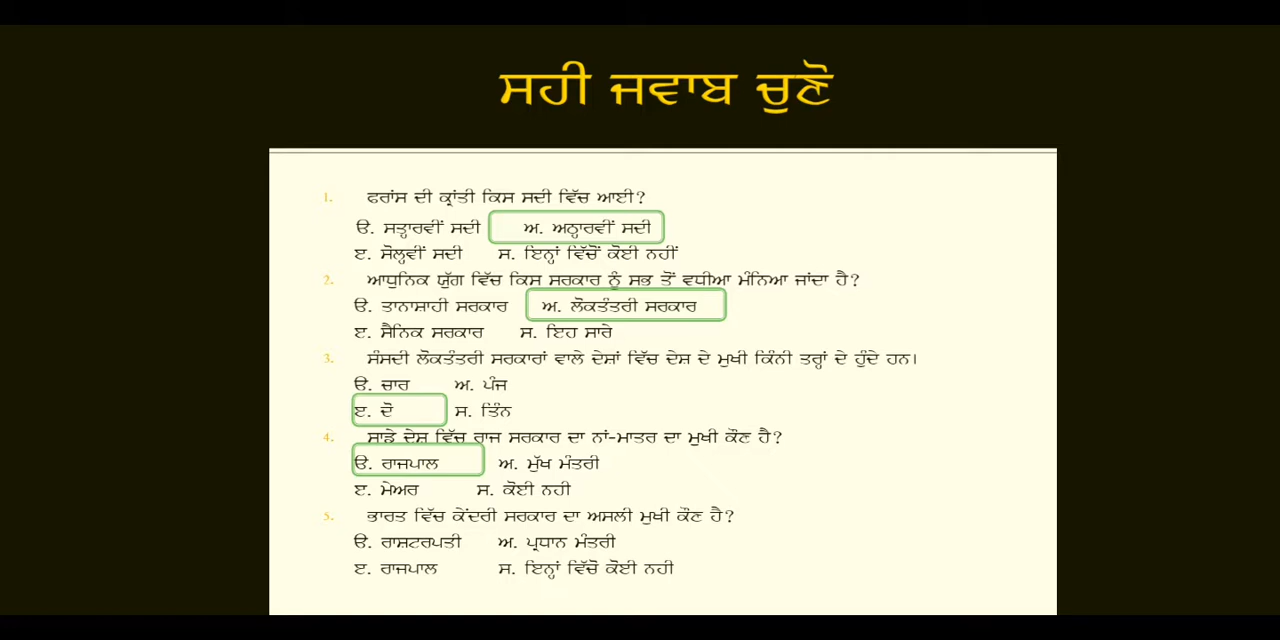 ਸਹੀ ਜਵਾਬ ਚੁਣੋ
1. ਫਰਾਂਸ ਦੀ ਕ੍ਰਾਂਤੀ ਕਿਸ ਸਦੀ ਵਿੱਚ ਆਈ?
ੳ. ਸਤ੍ਹਾਰਵੀਂ ਸਦੀ ਅ. ਅਠ੍ਹਾਰਵੀਂ ਸਦੀ
ੲ. ਸੋਲ੍ਹਵੀਂ ਸਦੀ ਸ. ਇਨ੍ਹਾਂ ਵਿੱਚੋਂ ਕੋਈ ਨਹੀਂ
2. ਆਧੁਨਿਕ ਯੁੱਗ ਵਿੱਚ ਕਿਸ ਸਰਕਾਰ ਨੂੰ ਸਭ ਤੋਂ ਵਧੀਆ ਮੰਨਿਆ ਜਾਂਦਾ ਹੈ?
ੳ. ਤਾਨਾਸ਼ਾਹੀ ਸਰਕਾਰ ਅ. ਲੋਕਤੰਤਰੀ ਸਰਕਾਰ
ੲ. ਸੈਨਿਕ ਸਰਕਾਰ ਸ. ਇਹ ਸਾਰੇ
3. ਸੰਸਦੀ ਲੋਕਤੰਤਰੀ ਸਰਕਾਰਾਂ ਵਾਲੇ ਦੇਸ਼ਾਂ ਵਿੱਚ ਦੇਸ਼ ਦੇ ਮੁਖੀ ਕਿੰਨੀ ਤਰ੍ਹਾਂ ਦੇ ਹੁੰਦੇ ਹਨ।
ੳ. ਚਾਰ ਅ. ਪੰਜ
ੲ. ਦੋ ਸ. ਤਿੰਨ
4. ਸਾਡੇ ਦੇਸ਼ ਵਿੱਚ ਰਾਜ ਸਰਕਾਰ ਦਾ ਨਾਂ-ਮਾਤਰ ਦਾ ਮੁਖੀ ਕੌਣ ਹੈ?
ੳ. ਰਾਜਪਾਲ ਅ. ਮੁੱਖ ਮੰਤਰੀ
ੲ. ਮੇਅਰ ਸ. ਕੋਈ ਨਹੀ
5. ਭਾਰਤ ਵਿੱਚ ਕੇਂਦਰੀ ਸਰਕਾਰ ਦਾ ਅਸਲੀ ਮੁਖੀ ਕੌਣ ਹੈ?
ੳ. ਰਾਸ਼ਟਰਪਤੀ ਅ. ਪ੍ਰਧਾਨ ਮੰਤਰੀ
ੲ. ਰਾਜਪਾਲ ਸ. ਇਨ੍ਹਾਂ ਵਿੱਚੋ ਕੋਈ ਨਹੀ